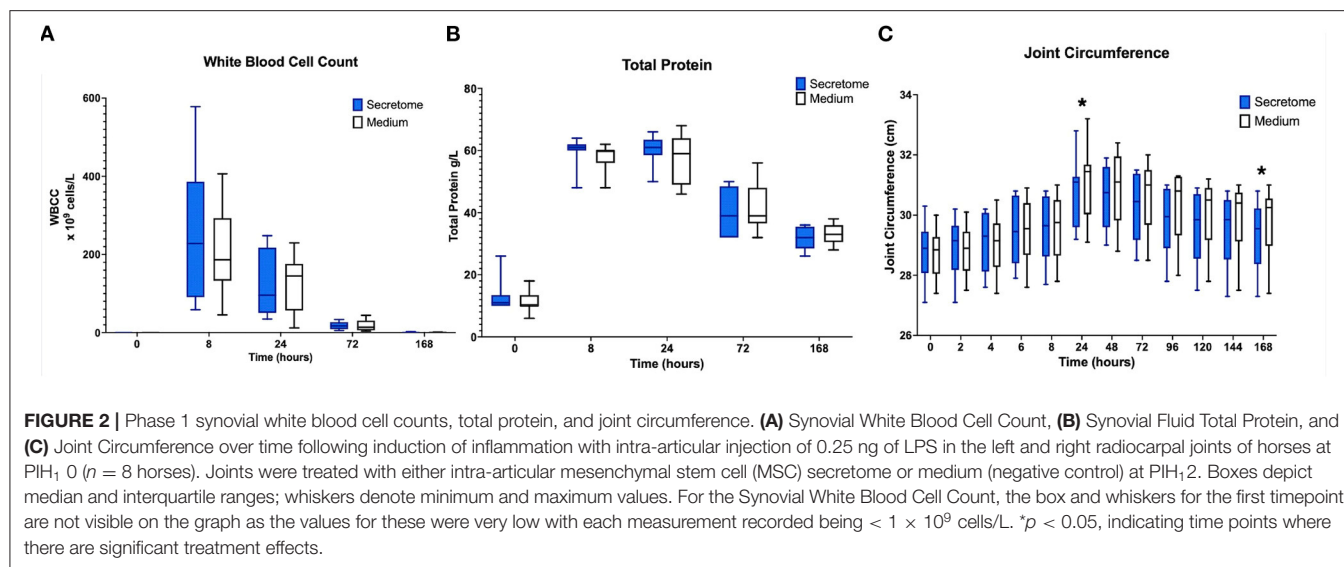 A
White Blood Cell Count
Secretome
Medium
WBCC
x 10⁹ cells/L
600
400
200
0
0 8 24 72 168
Time (hours)
B
Total Protein
Secretome
Medium
Total Protein g/L
80
60
40
20
0
0 8 24 72 168
Time (hours)
C
Joint Circumference
Secretome
Medium
Joint Circumference (cm)
34
32
30
28
26
*
*
0 2 4 6 8 24 48 72 96 120 144 168
Time (hours)
FIGURE 2 | Phase 1 synovial white blood cell counts, total protein, and joint circumference. (A) Synovial White Blood Cell Count, (B) Synovial Fluid Total Protein, and
(C) Joint Circumference over time following induction of inflammation with intra-articular injection of 0.25 ng of LPS in the left and right radiocarpal joints of horses at
PIH₁ 0 (n = 8 horses). Joints were treated with either intra-articular mesenchymal stem cell (MSC) secretome or medium (negative control) at PIH₁2. Boxes depict
median and interquartile ranges; whiskers denote minimum and maximum values. For the Synovial White Blood Cell Count, the box and whiskers for the first timepoint
are not visible on the graph as the values for these were very low with each measurement recorded being < 1 × 10⁹ cells/L. *p < 0.05, indicating time points where
there are significant treatment effects.